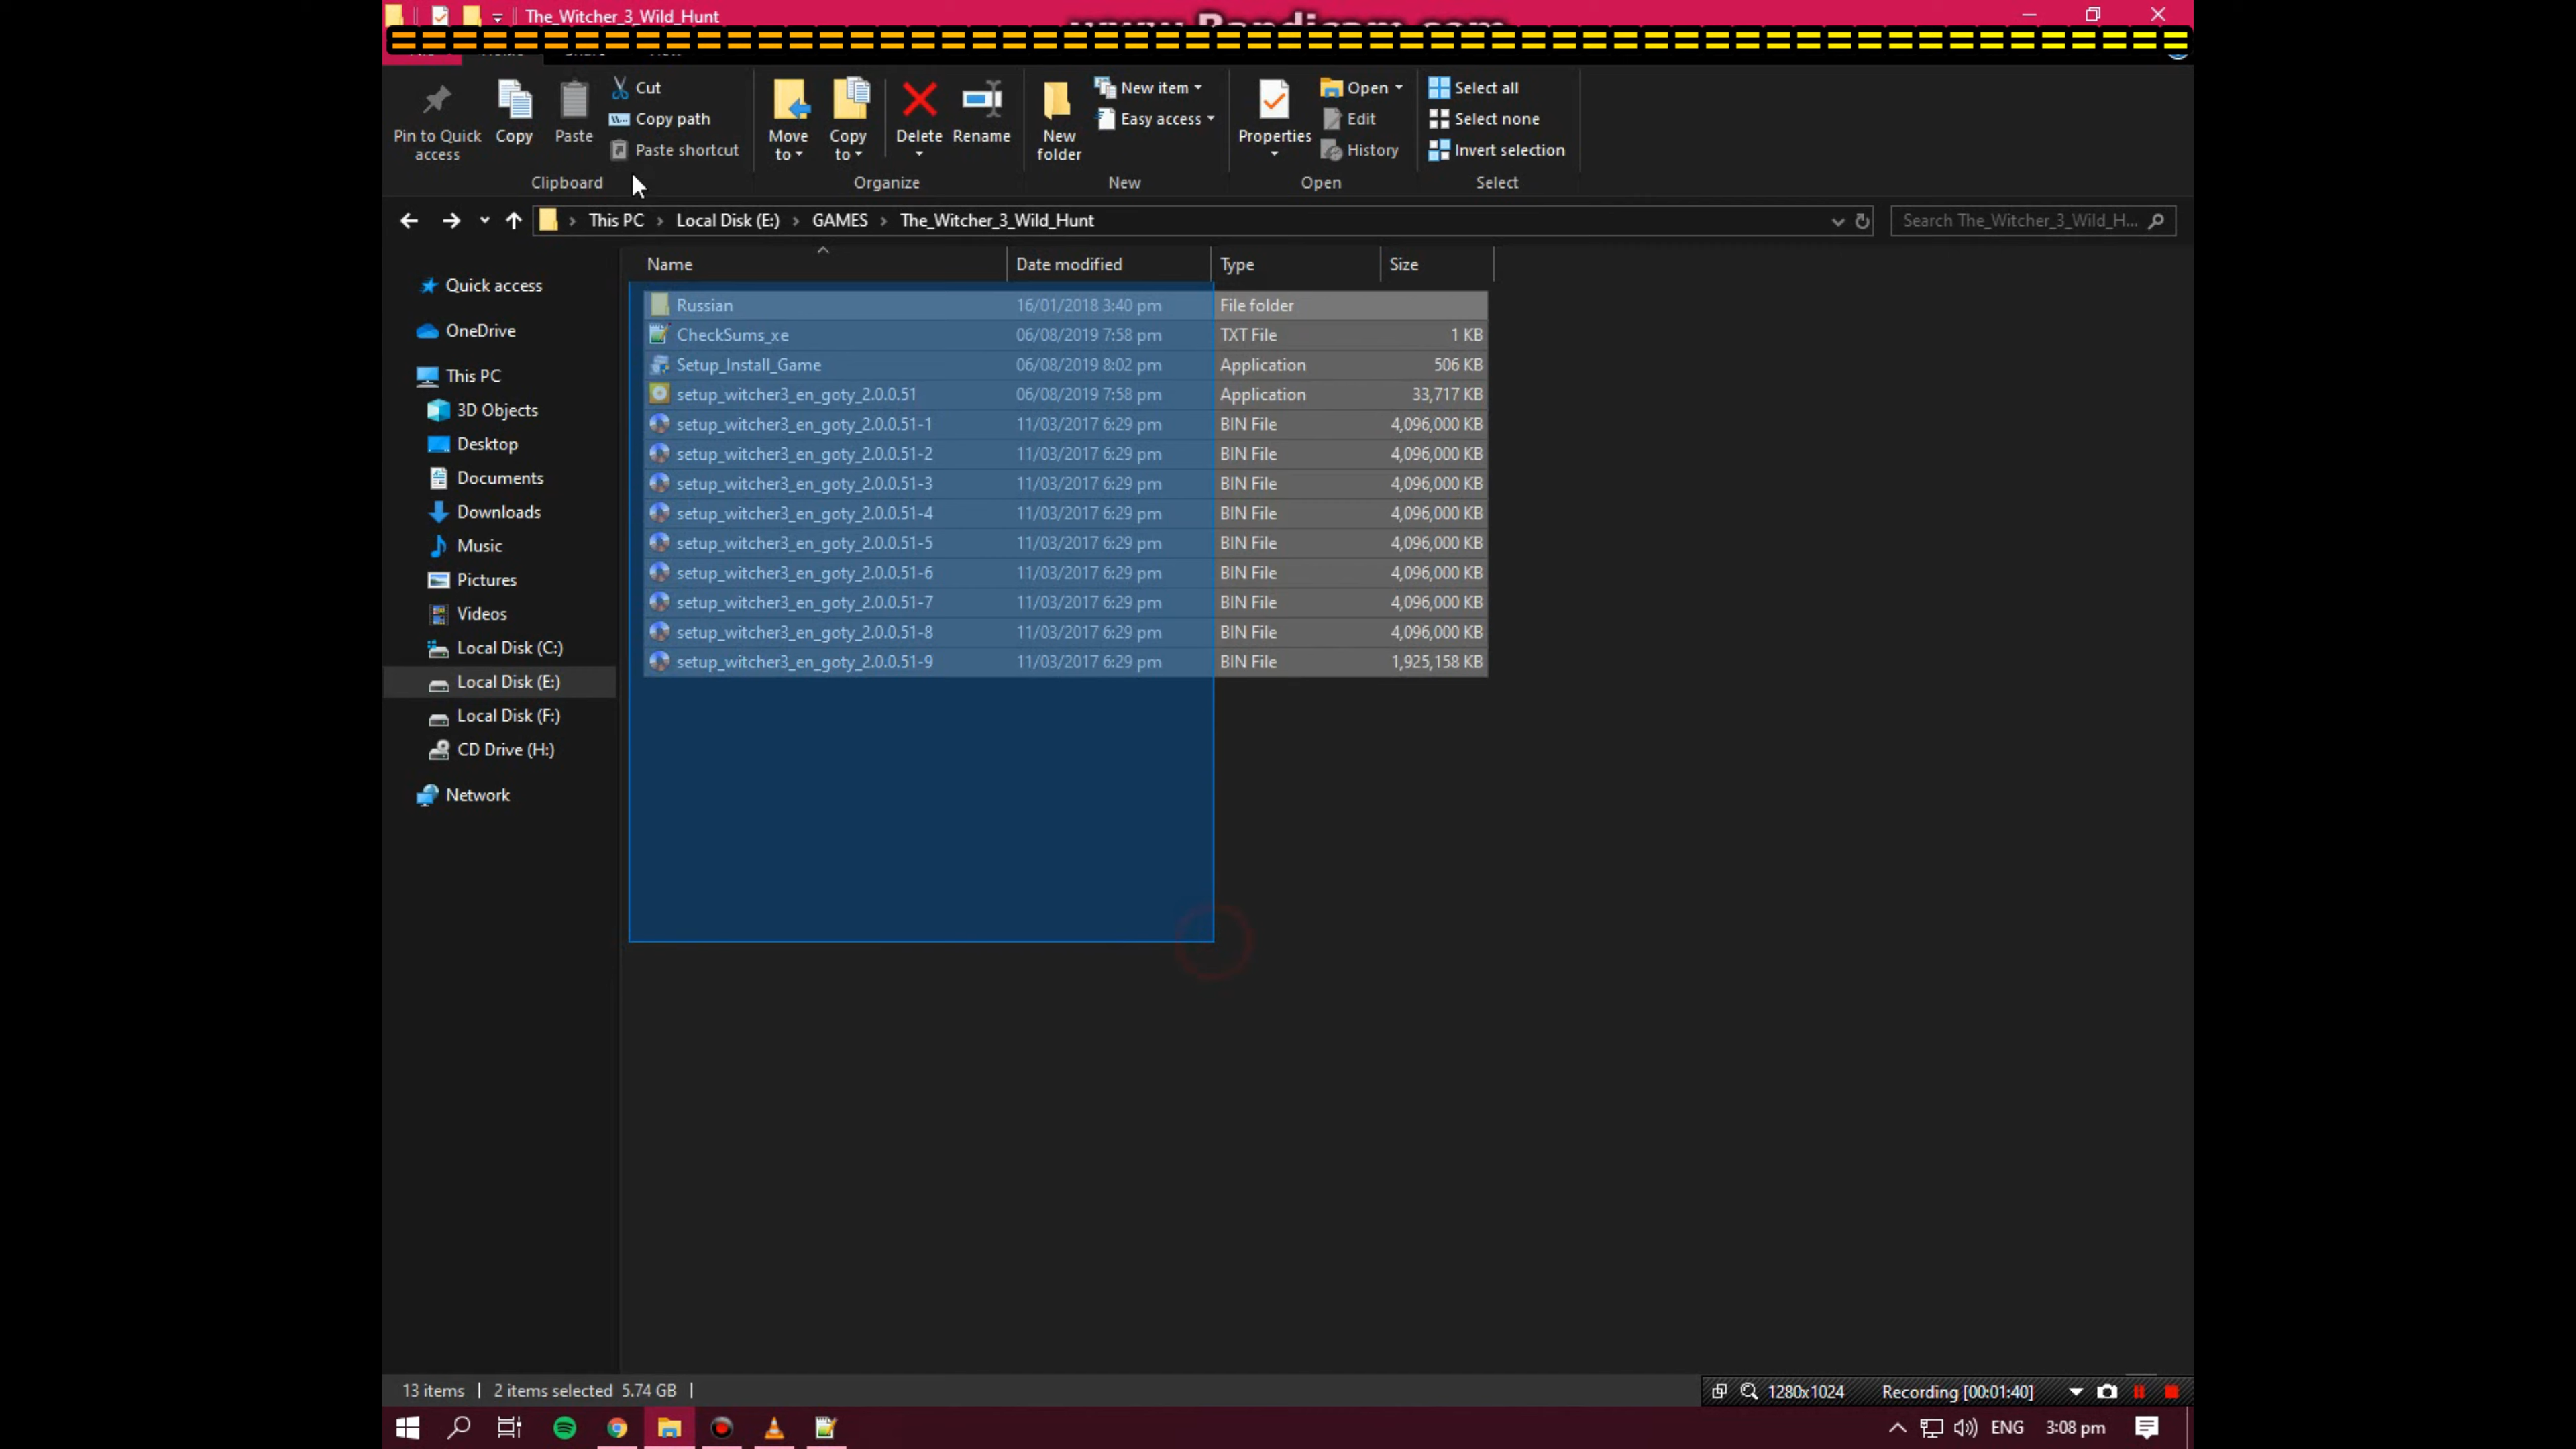 The_Witcher_3_Wild_Hunt
www.Bandicam.com
Pin to Quick access
Copy
Paste
Cut
Copy path
Paste shortcut
Move to
Copy to
Delete
Rename
New folder
New item
Easy access
Properties
Open
Edit
History
Select all
Select none
Invert selection
Clipboard
Organize
New
Open
Select
This PC > Local Disk (E:) > GAMES > The_Witcher_3_Wild_Hunt
Search The_Witcher_3_Wild_H...
Quick access
OneDrive
This PC
3D Objects
Desktop
Documents
Downloads
Music
Pictures
Videos
Local Disk (C:)
Local Disk (E:)
Local Disk (F:)
CD Drive (H:)
Network
Name Date modified Type Size
Russian 16/01/2018 3:40 pm File folder
CheckSums_xe 06/08/2019 7:58 pm TXT File 1 KB
Setup_Install_Game 06/08/2019 8:02 pm Application 506 KB
setup_witcher3_en_goty_2.0.0.51 06/08/2019 7:58 pm Application 33,717 KB
setup_witcher3_en_goty_2.0.0.51-1 11/03/2017 6:29 pm BIN File 4,096,000 KB
setup_witcher3_en_goty_2.0.0.51-2 11/03/2017 6:29 pm BIN File 4,096,000 KB
setup_witcher3_en_goty_2.0.0.51-3 11/03/2017 6:29 pm BIN File 4,096,000 KB
setup_witcher3_en_goty_2.0.0.51-4 11/03/2017 6:29 pm BIN File 4,096,000 KB
setup_witcher3_en_goty_2.0.0.51-5 11/03/2017 6:29 pm BIN File 4,096,000 KB
setup_witcher3_en_goty_2.0.0.51-6 11/03/2017 6:29 pm BIN File 4,096,000 KB
setup_witcher3_en_goty_2.0.0.51-7 11/03/2017 6:29 pm BIN File 4,096,000 KB
setup_witcher3_en_goty_2.0.0.51-8 11/03/2017 6:29 pm BIN File 4,096,000 KB
setup_witcher3_en_goty_2.0.0.51-9 11/03/2017 6:29 pm BIN File 1,925,158 KB
13 items | 2 items selected 5.74 GB |
1280x1024 Recording [00:01:40]
ENG 3:08 pm